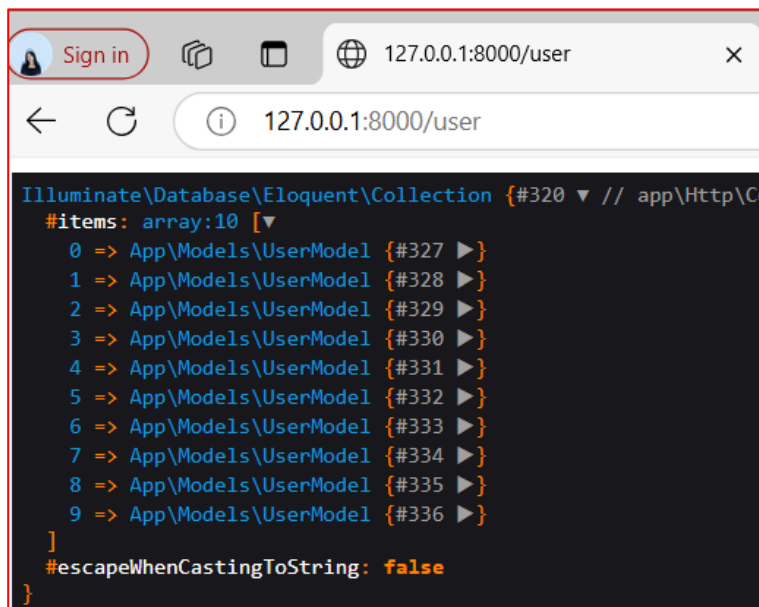 Sign in
127.0.0.1:8000/user
127.0.0.1:8000/user
Illuminate\Database\Eloquent\Collection {#320 ▼ // app\Http\C
#items: array:10 [▼
0 => App\Models\UserModel {#327 ▶}
1 => App\Models\UserModel {#328 ▶}
2 => App\Models\UserModel {#329 ▶}
3 => App\Models\UserModel {#330 ▶}
4 => App\Models\UserModel {#331 ▶}
5 => App\Models\UserModel {#332 ▶}
6 => App\Models\UserModel {#333 ▶}
7 => App\Models\UserModel {#334 ▶}
8 => App\Models\UserModel {#335 ▶}
9 => App\Models\UserModel {#336 ▶}
]
#escapeWhenCastingToString: false
}